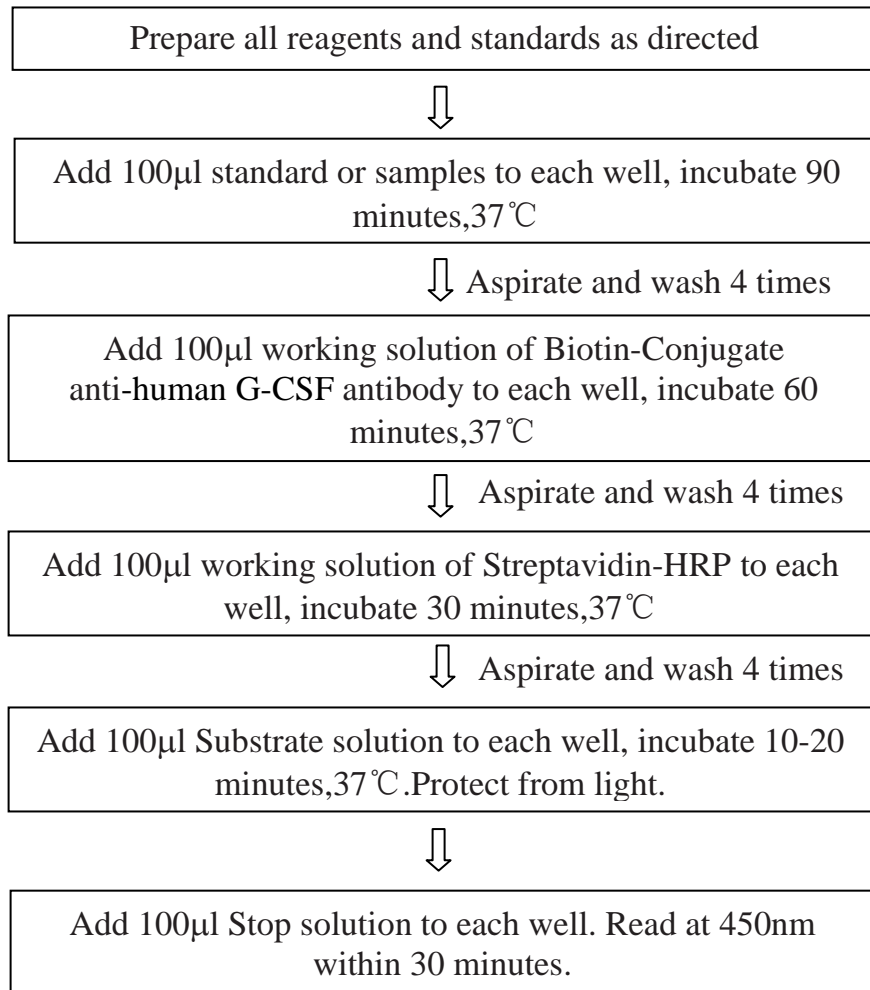 Prepare all reagents and standards as directed
Add 100μl standard or samples to each well, incubate 90
minutes,37℃
Aspirate and wash 4 times
Add 100μl working solution of Biotin-Conjugate
anti-human G-CSF antibody to each well, incubate 60
minutes,37℃
Aspirate and wash 4 times
Add 100μl working solution of Streptavidin-HRP to each
well, incubate 30 minutes,37℃
Aspirate and wash 4 times
Add 100μl Substrate solution to each well, incubate 10-20
minutes,37℃.Protect from light.
Add 100μl Stop solution to each well. Read at 450nm
within 30 minutes.